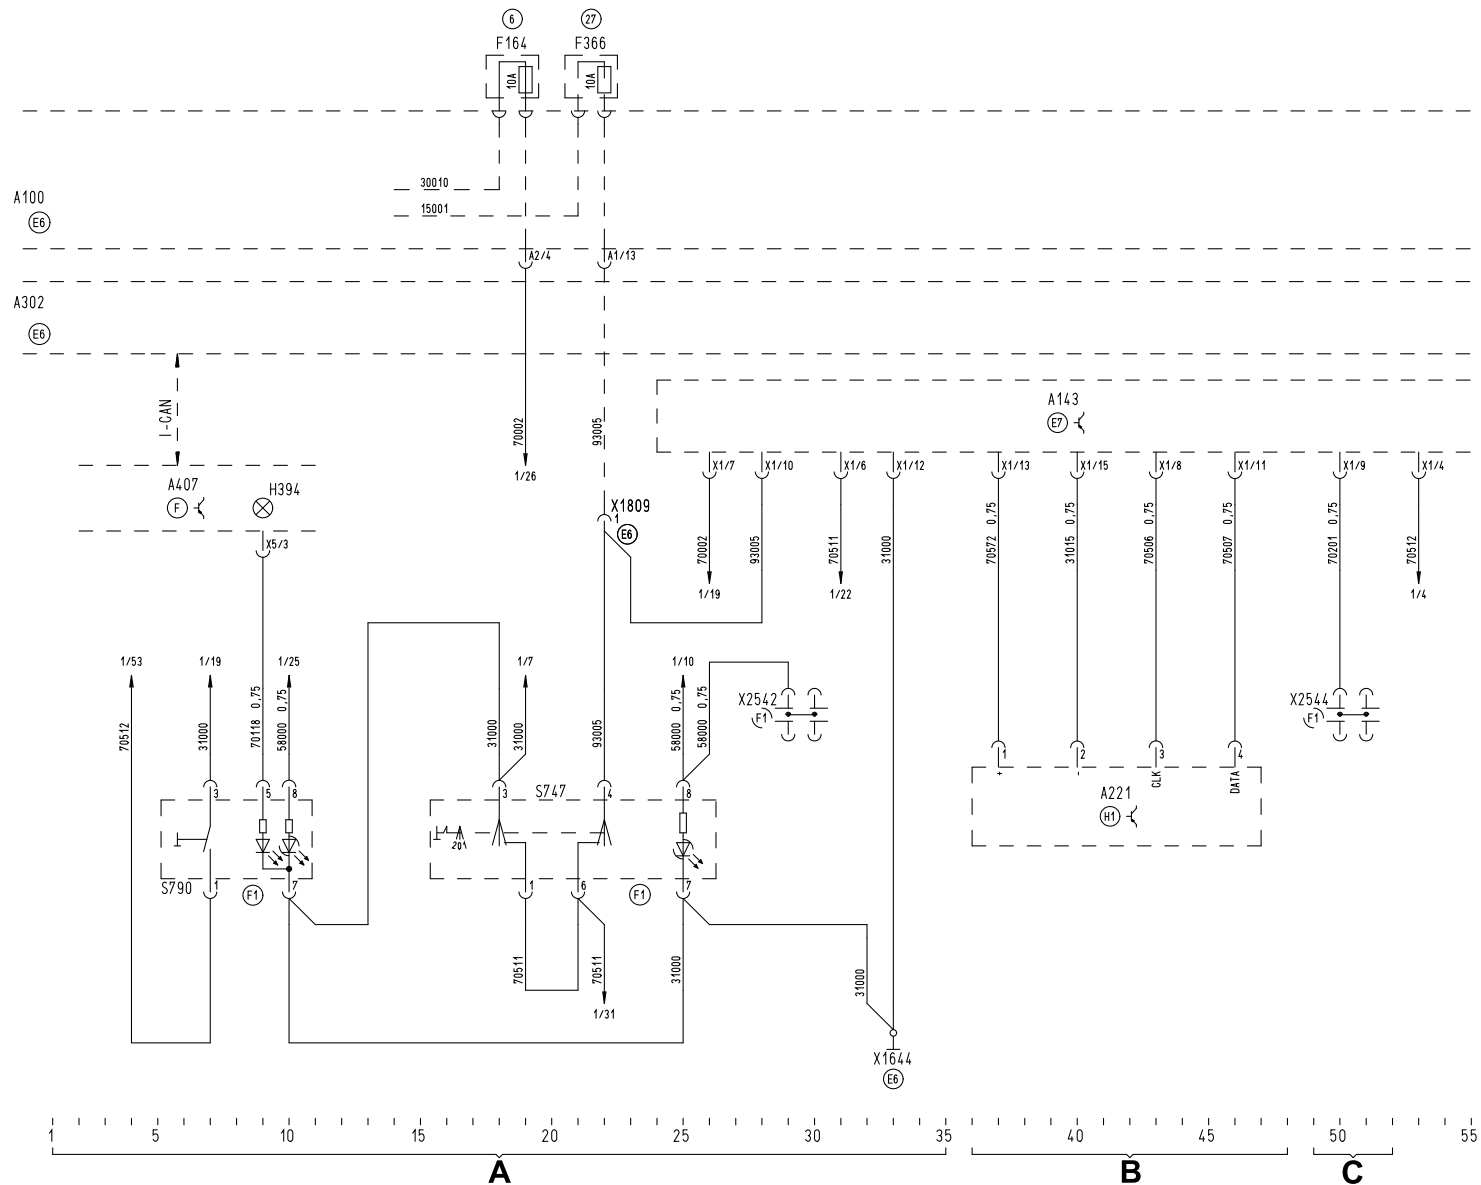 6 27
F164 F366
10A 10A
30010
A100
15001
E6
A2/4 A1/13
A302
E6
I-CAN
70002
93005
1/26
A143
E7
X1/7 X1/10 X1/6 X1/12 X1/13 X1/15 X1/8 X1/11 X1/9 X1/4
A407 H394
F
X5/3
X1809
1
E6
70002
93005
70511
31000
70572 0,75
31015 0,75
70506 0,75
70507 0,75
70201 0,75
70512
1/19 1/22 1/4
1/53 1/19 1/25 1/7 1/10
70512
31000
70118 0,75
58000 0,75
31000
31000
93005
58000 0,75
58000 0,75
X2542
F1
X2544
F1
1 2 3 4
+ - CLK DATA
A221
H1
3 5 8 3 S747 4 8
20'
S790 1 F1 7 1 6 F1 7
70511
70511
31000
31000
1/31
X1644
E6
1 5 10 15 20 25 30 35 40 45 50 55
A B C